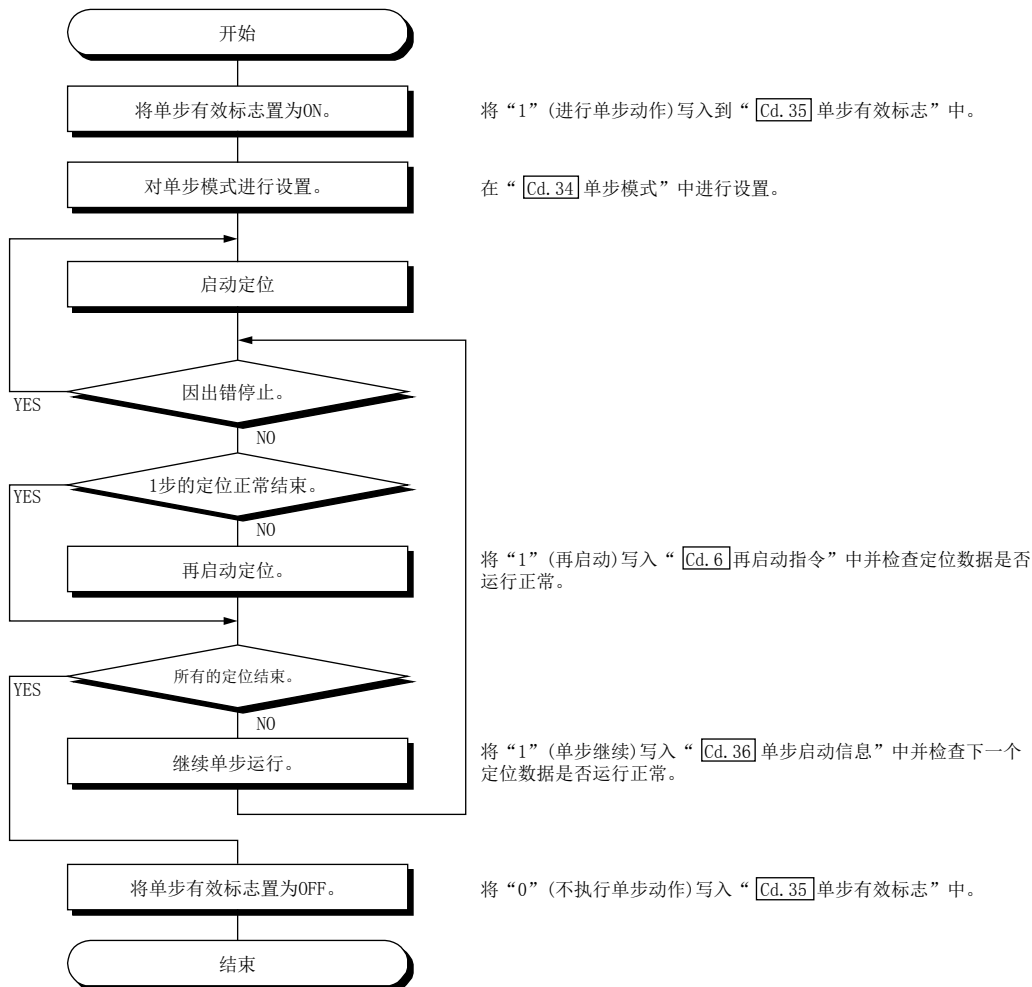 开始
将单步有效标志置为ON。
将“1”(进行单步动作)写入到“ Cd.35 单步有效标志”中。
对单步模式进行设置。
在“ Cd.34 单步模式”中进行设置。
启动定位
因出错停止。
YES
NO
1步的定位正常结束。
YES
NO
再启动定位。
将“1”(再启动)写入“ Cd.6 再启动指令”中并检查定位数据是否
运行正常。
所有的定位结束。
YES
NO
继续单步运行。
将“1”(单步继续)写入“ Cd.36 单步启动信息”中并检查下一个
定位数据是否运行正常。
将单步有效标志置为OFF。
将“0”(不执行单步动作)写入“ Cd.35 单步有效标志”中。
结束